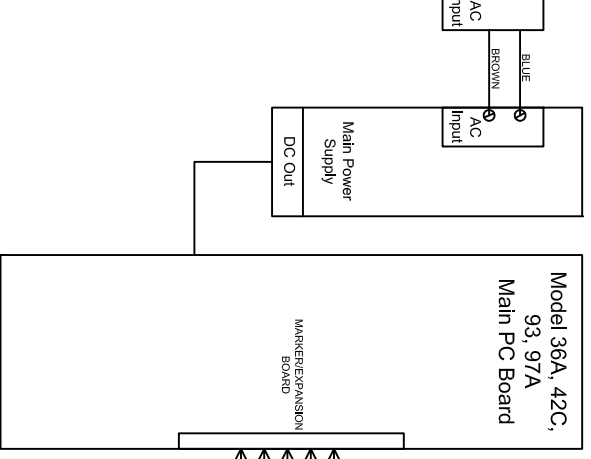 AC
Input
BLUE
BROWN
AC
Input
Main Power
Supply
DC Out
Model 36A, 42C,
93, 97A
Main PC Board
MARKER/EXPANSION
BOARD